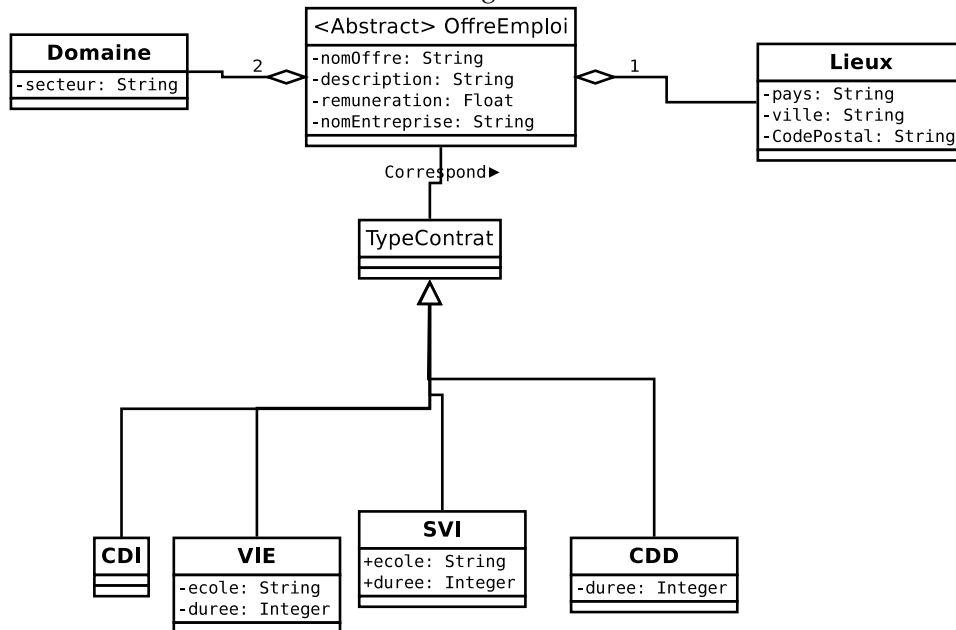 <Abstract> OffreEmploi
-nomOffre: String
-description: String
-remuneration: Float
-nomEntreprise: String
Domaine
-secteur: String
2
1
Lieux
-pays: String
-ville: String
-CodePostal: String
Correspond▶
TypeContrat
CDI
VIE
-ecole: String
-duree: Integer
SVI
+ecole: String
+duree: Integer
CDD
-duree: Integer